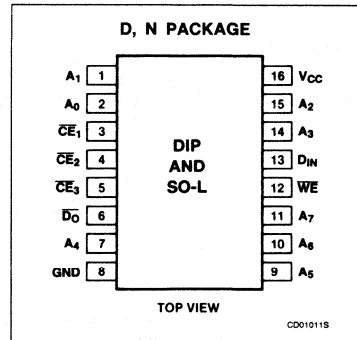 D, N PACKAGE
A1 1 16 VCC
A0 2 15 A2
CE1 3 14 A3
CE2 4 13 DIN
CE3 5 12 WE
DO 6 11 A7
A4 7 10 A6
GND 8 9 A5
DIP
AND
SO-L
TOP VIEW
CD01011S